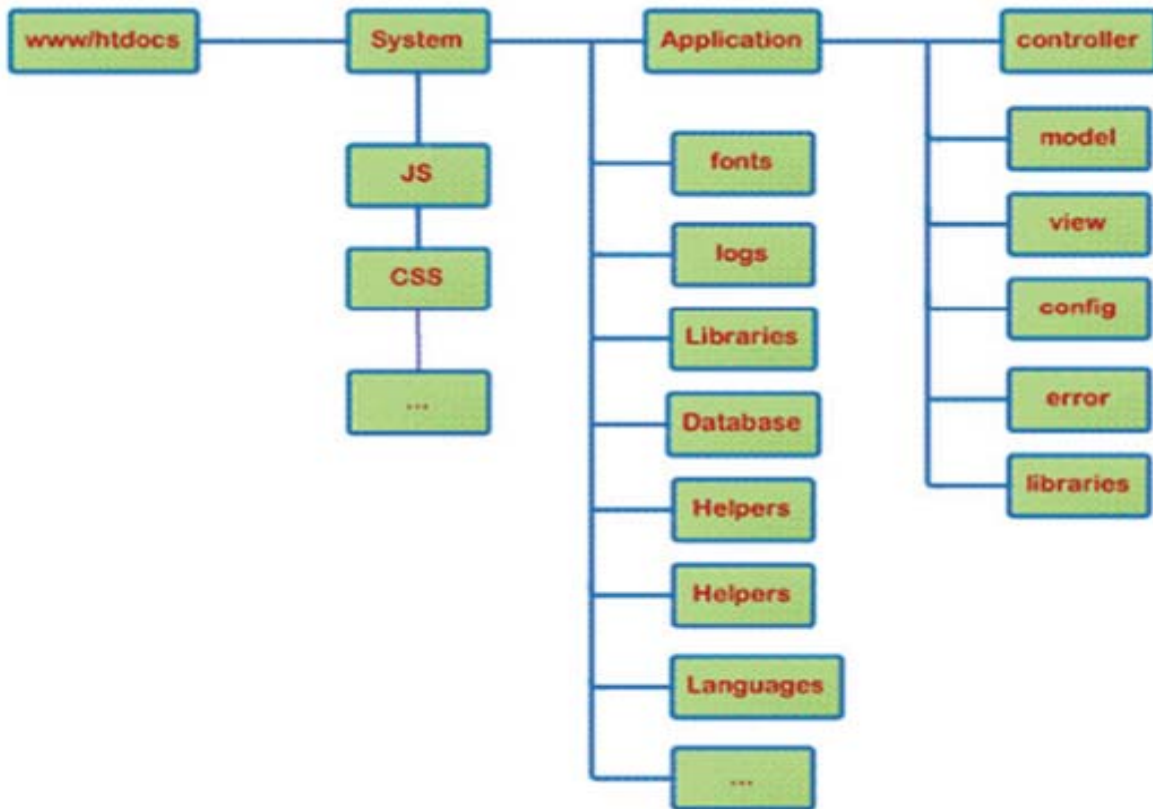 www/htdocs
System
Application
controller
JS
CSS
...
fonts
logs
Libraries
Database
Helpers
Helpers
Languages
...
model
view
config
error
libraries